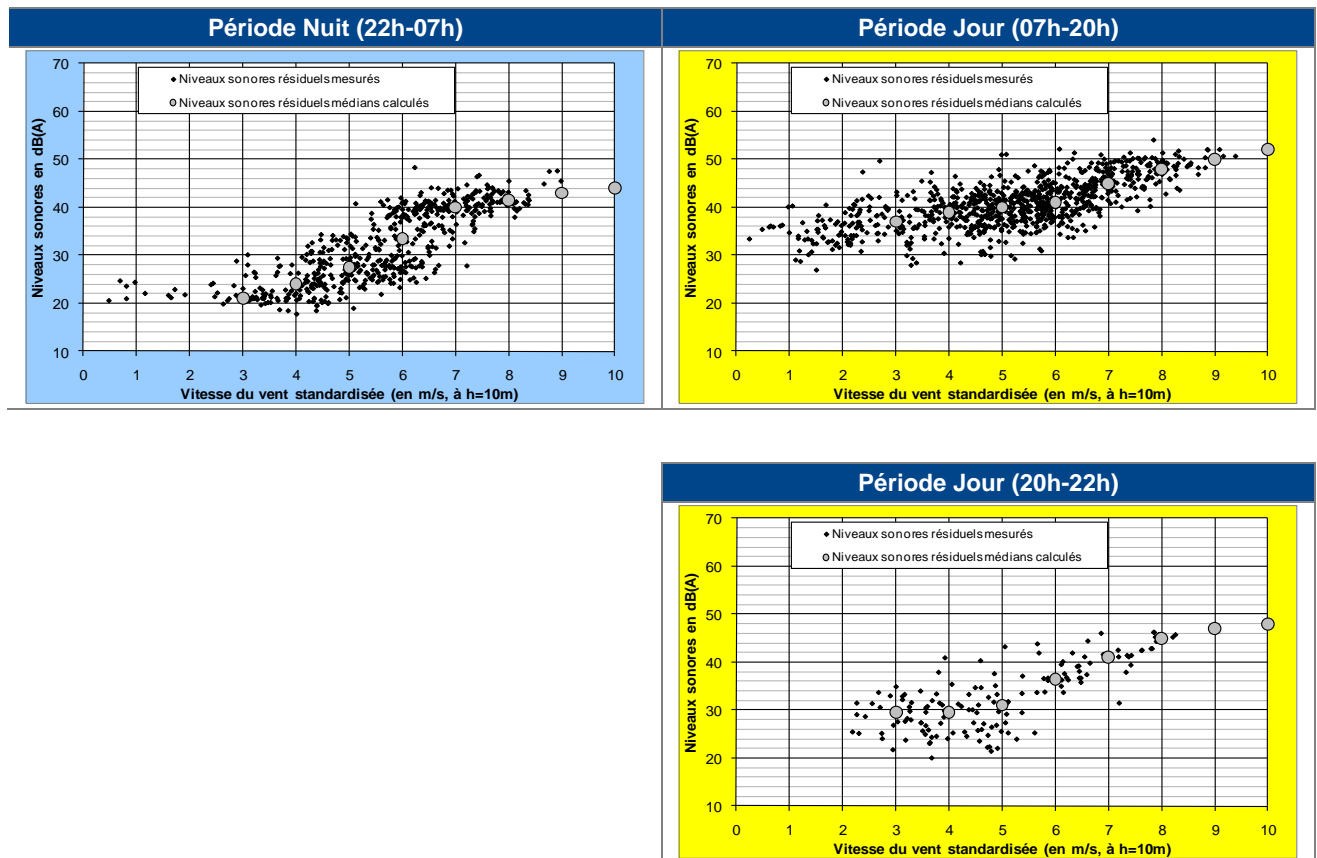 Période Nuit (22h-07h)
Niveaux sonores en dB(A)
70
60
50
40
30
20
10
Niveaux sonores résiduels mesurés
Niveaux sonores résiduels médians calculés
0 1 2 3 4 5 6 7 8 9 10
Vitesse du vent standardisée (en m/s, à h=10m)
Période Jour (07h-20h)
Niveaux sonores en dB(A)
70
60
50
40
30
20
10
Niveaux sonores résiduels mesurés
Niveaux sonores résiduels médians calculés
0 1 2 3 4 5 6 7 8 9 10
Vitesse du vent standardisée (en m/s, à h=10m)
Période Jour (20h-22h)
Niveaux sonores en dB(A)
70
60
50
40
30
20
10
Niveaux sonores résiduels mesurés
Niveaux sonores résiduels médians calculés
0 1 2 3 4 5 6 7 8 9 10
Vitesse du vent standardisée (en m/s, à h=10m)